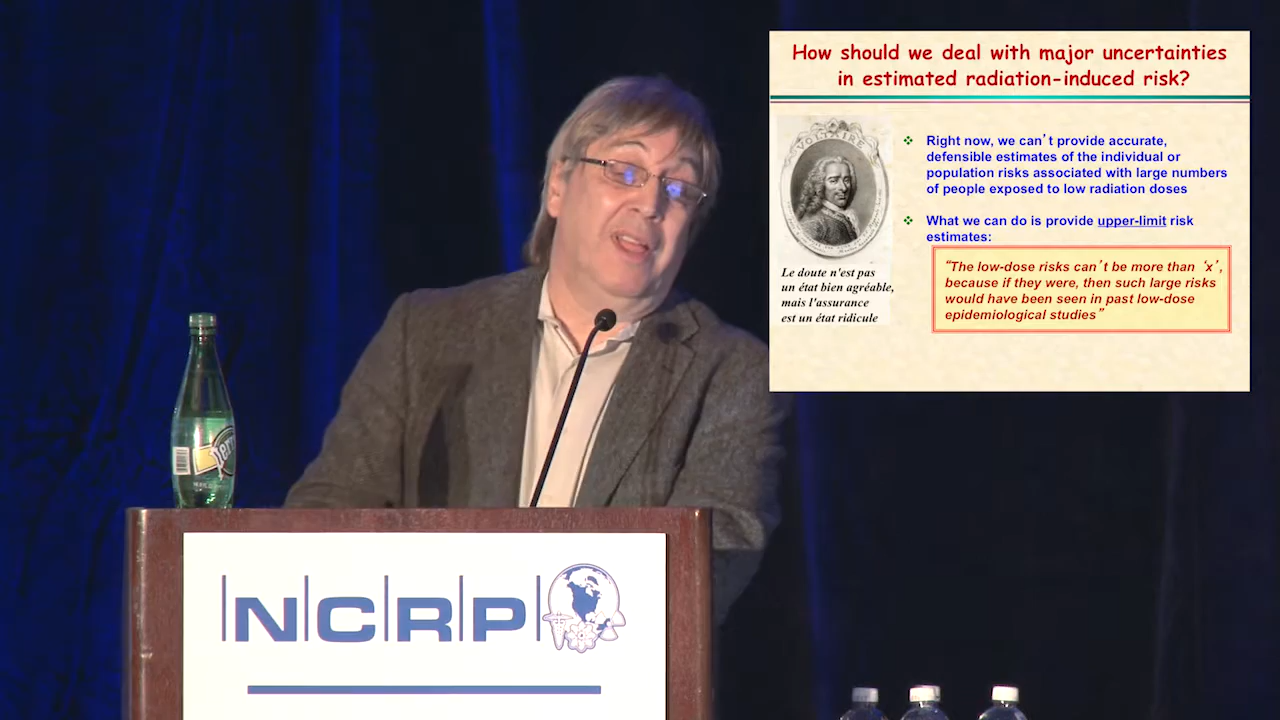 How should we deal with major uncertainties
in estimated radiation-induced risk?
VOLTAIRE
Le doute n'est pas
un état bien agréable,
mais l'assurance
est un état ridicule
❖ Right now, we can't provide accurate,
defensible estimates of the individual or
population risks associated with large numbers
of people exposed to low radiation doses
❖ What we can do is provide upper-limit risk
estimates:
"The low-dose risks can't be more than 'x',
because if they were, then such large risks
would have been seen in past low-dose
epidemiological studies"
NCRP